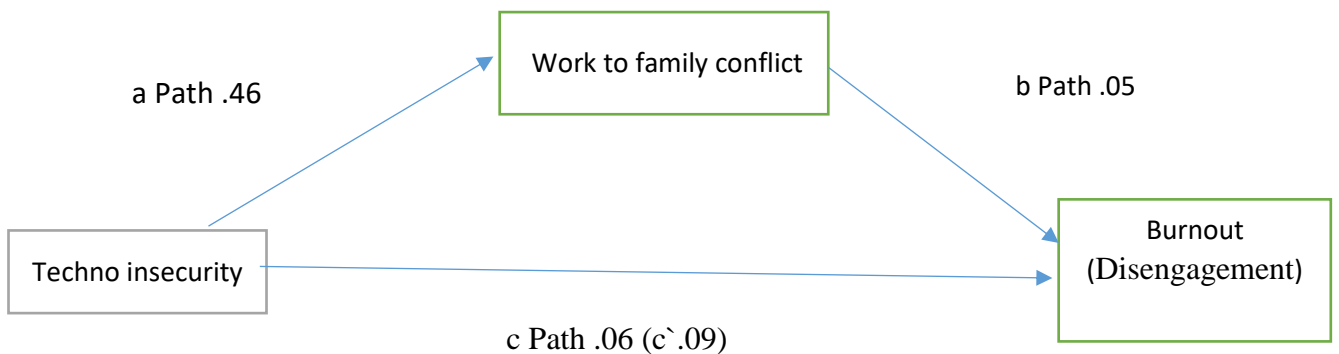 Work to family conflict
a Path .46
b Path .05
Techno insecurity
Burnout
(Disengagement)
c Path .06 (c`.09)